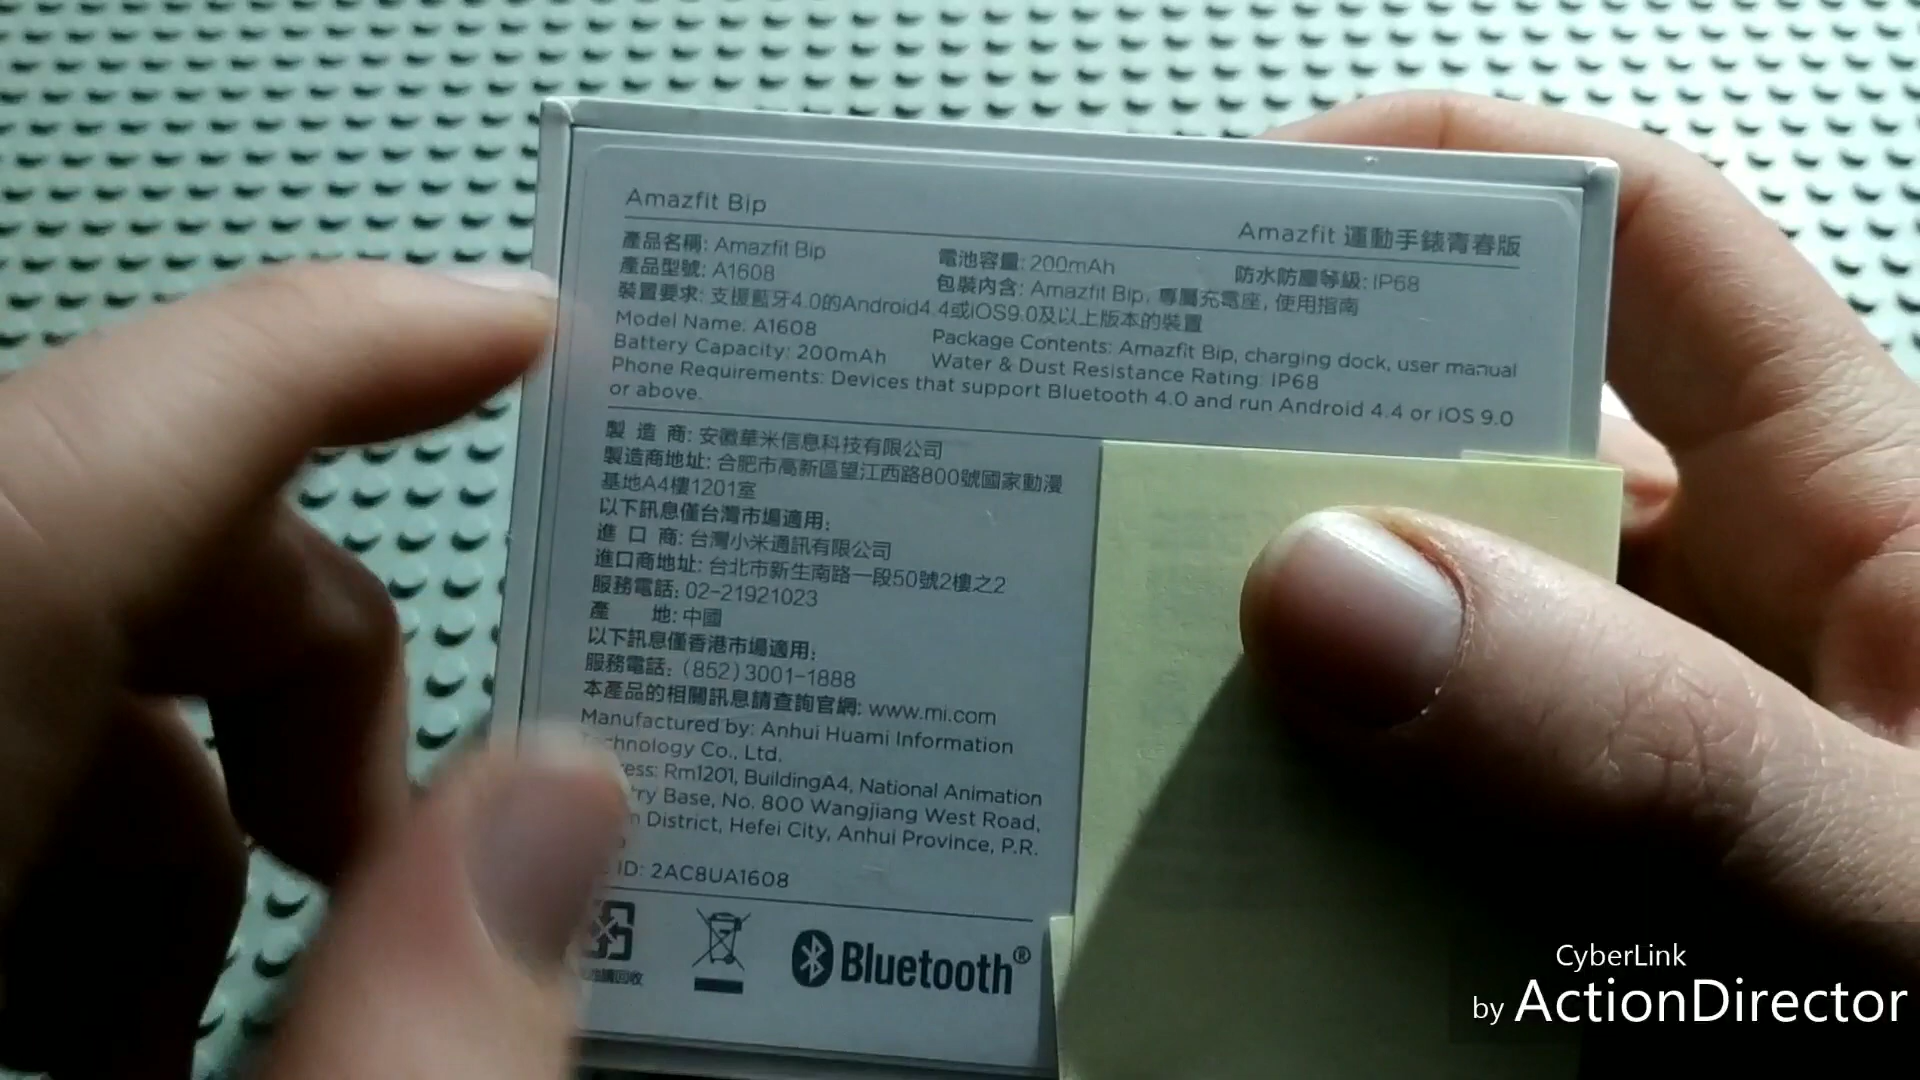 Amazfit Bip
Amazfit 運動手錶青春版
產品名稱: Amazfit Bip
電池容量: 200mAh
防水防塵等級: IP68
產品型號: A1608
包裝內含: Amazfit Bip, 專屬充電座, 使用指南
裝置要求: 支援藍牙4.0的Android4.4或iOS9.0及以上版本的裝置
Model Name: A1608
Package Contents: Amazfit Bip, charging dock, user manual
Battery Capacity: 200mAh
Water & Dust Resistance Rating: IP68
Phone Requirements: Devices that support Bluetooth 4.0 and run Android 4.4 or iOS 9.0
or above.
製 造 商: 安徽華米信息科技有限公司
製造商地址: 合肥市高新區望江西路800號國家動漫
基地A4樓1201室
以下訊息僅台灣市場適用:
進 口 商: 台灣小米通訊有限公司
進口商地址: 台北市新生南路一段50號2樓之2
服務電話: 02-21921023
產 地: 中國
以下訊息僅香港市場適用:
服務電話: (852)3001-1888
本產品的相關訊息請查詢官網: www.mi.com
Manufactured by: Anhui Huami Information
Co., Ltd.
Rm1201, BuildingA4, National Animation
Base, No. 800 Wangjiang West Road,
District, Hefei City, Anhui Province, P.R.
ID: 2AC8UA1608
請回收
Bluetooth®
CyberLink
by ActionDirector